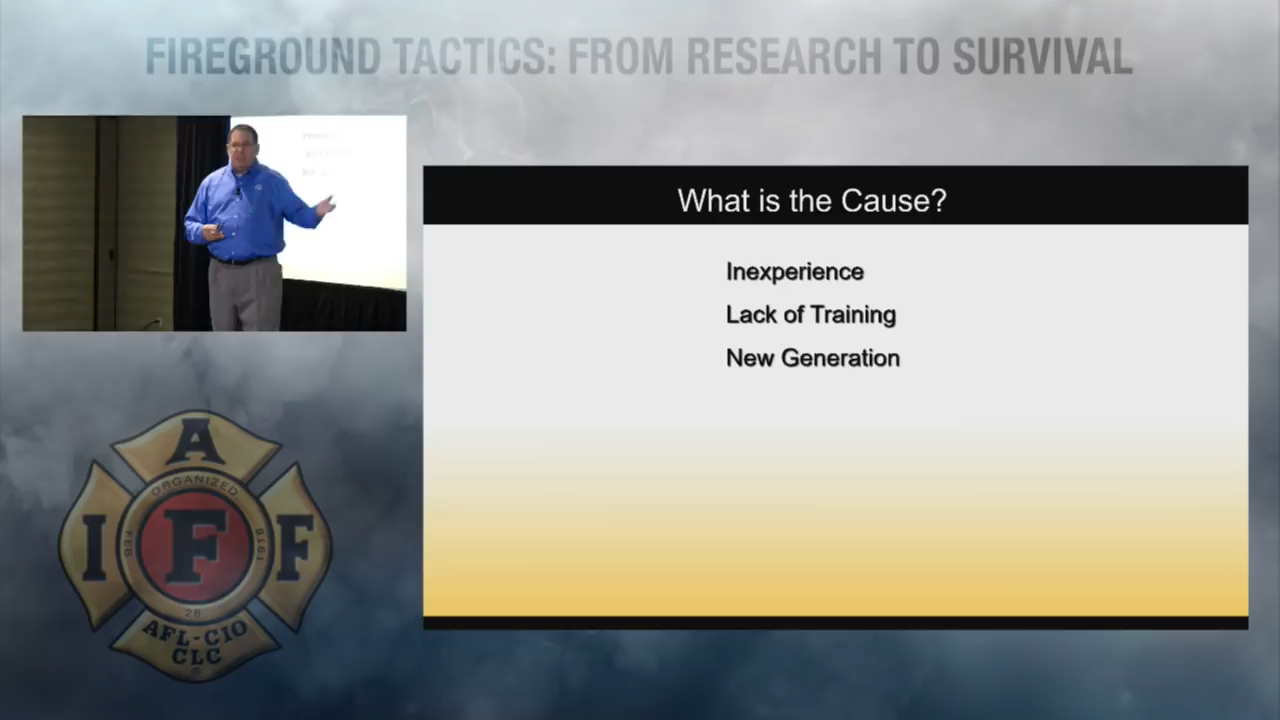 FIREGROUND TACTICS: FROM RESEARCH TO SURVIVAL
What is the Cause?
Inexperience
Lack of Training
New Generation
A
ORGANIZED
I F F
FEB 1918
28
AFL-CIO
CLC